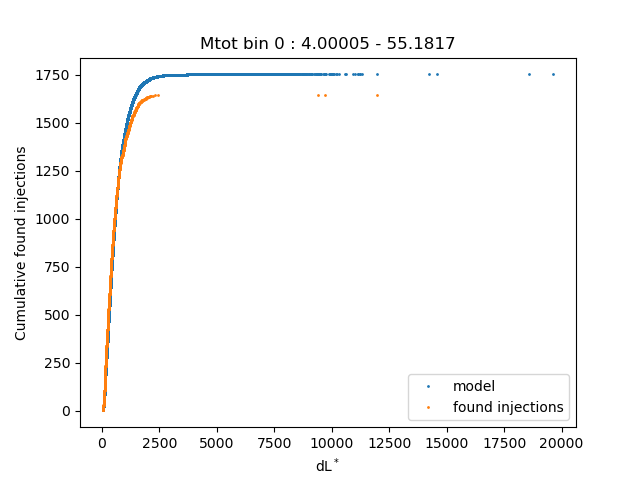 Mtot bin 0 : 4.00005 - 55.1817
Cumulative found injections
1750
1500
1250
1000
750
500
250
0
model
found injections
0 2500 5000 7500 10000 12500 15000 17500 20000
dL*